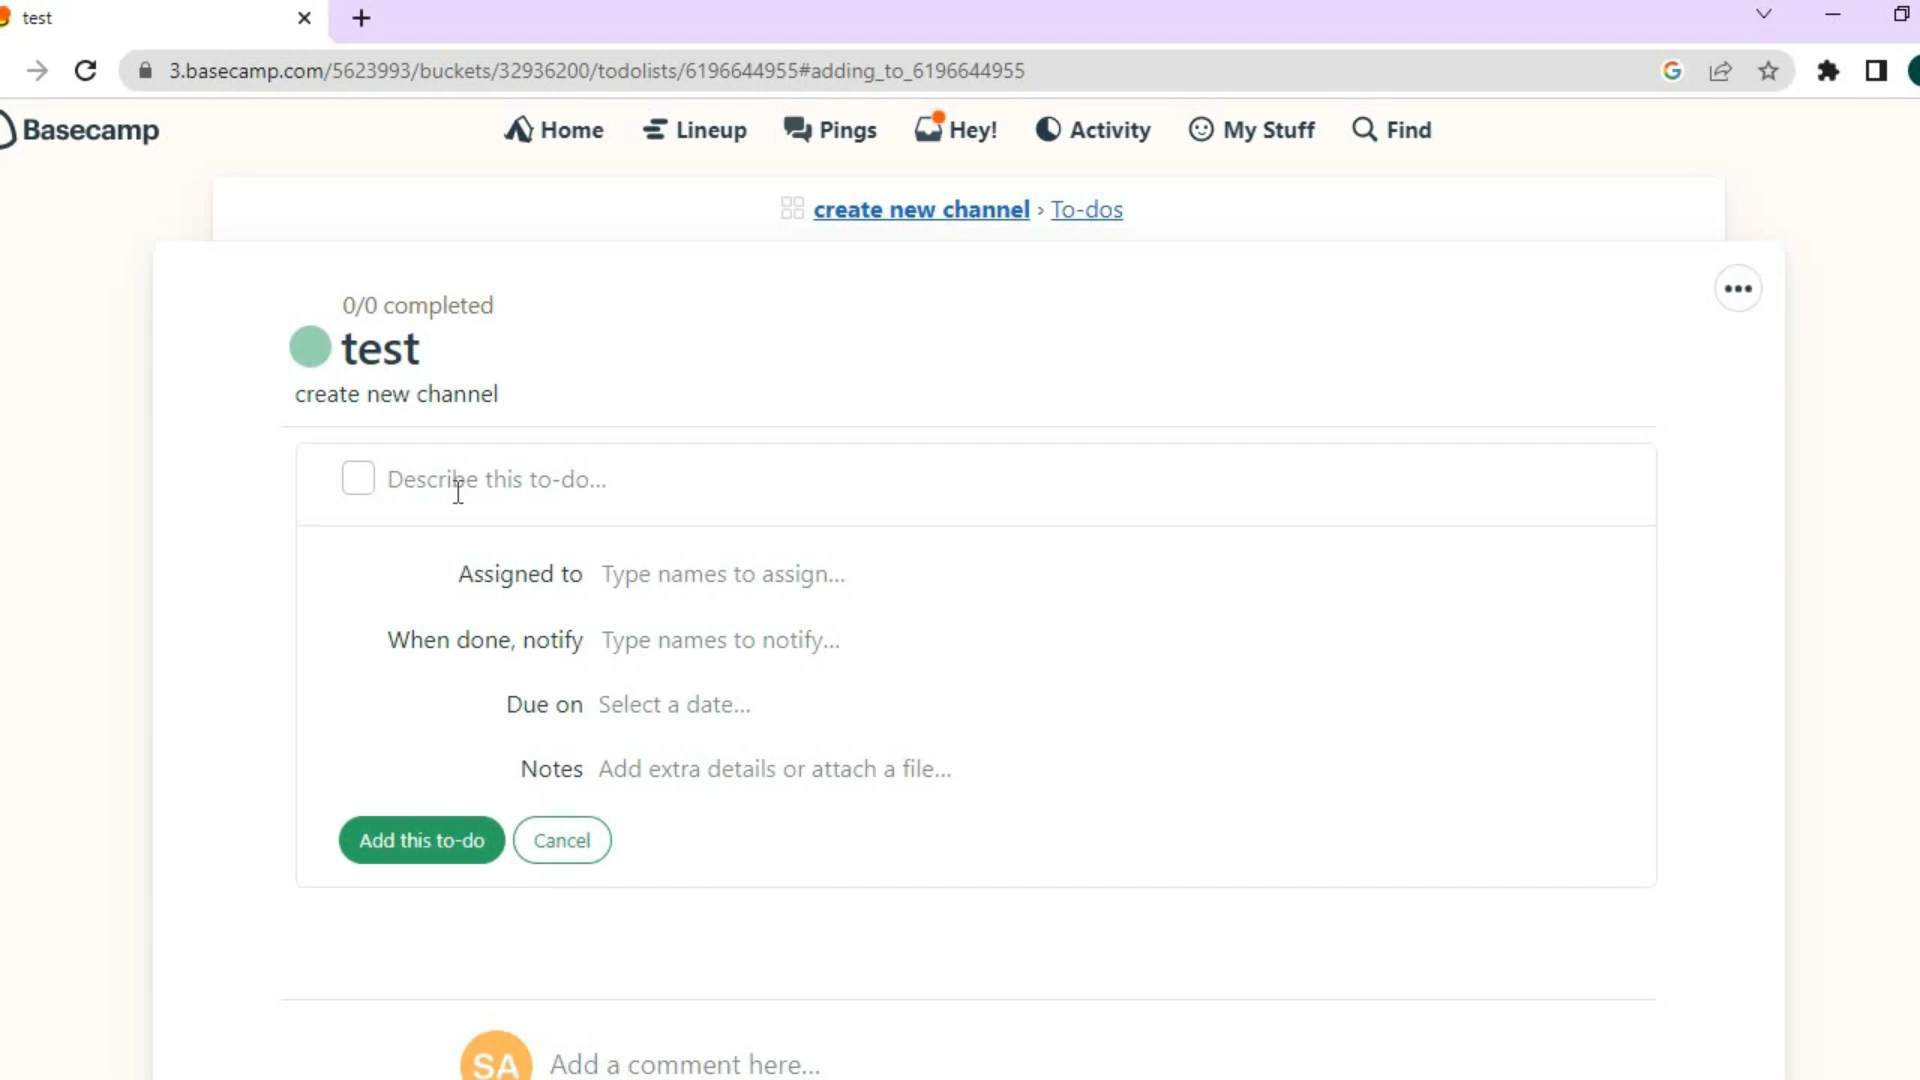 test
3.basecamp.com/5623993/buckets/32936200/todolists/6196644955#adding_to_6196644955
Basecamp
Home
Lineup
Pings
Hey!
Activity
My Stuff
Find
create new channel › To-dos
0/0 completed
test
create new channel
Describe this to-do...
Assigned to Type names to assign...
When done, notify Type names to notify...
Due on Select a date...
Notes Add extra details or attach a file...
Add this to-do
Cancel
SA
Add a comment here...